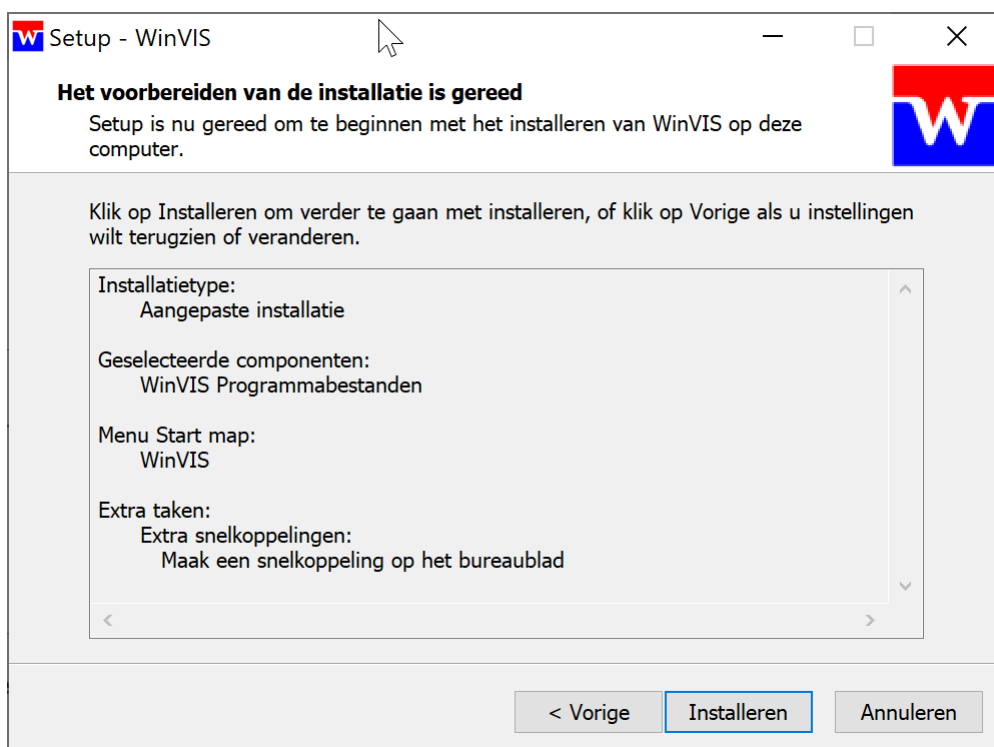 W Setup - WinVIS
Het voorbereiden van de installatie is gereed
Setup is nu gereed om te beginnen met het installeren van WinVIS op deze
computer.
W
Klik op Installeren om verder te gaan met installeren, of klik op Vorige als u instellingen
wilt terugzien of veranderen.
Installatietype:
Aangepaste installatie
Geselecteerde componenten:
WinVIS Programmabestanden
Menu Start map:
WinVIS
Extra taken:
Extra snelkoppelingen:
Maak een snelkoppeling op het bureaublad
< Vorige
Installeren
Annuleren